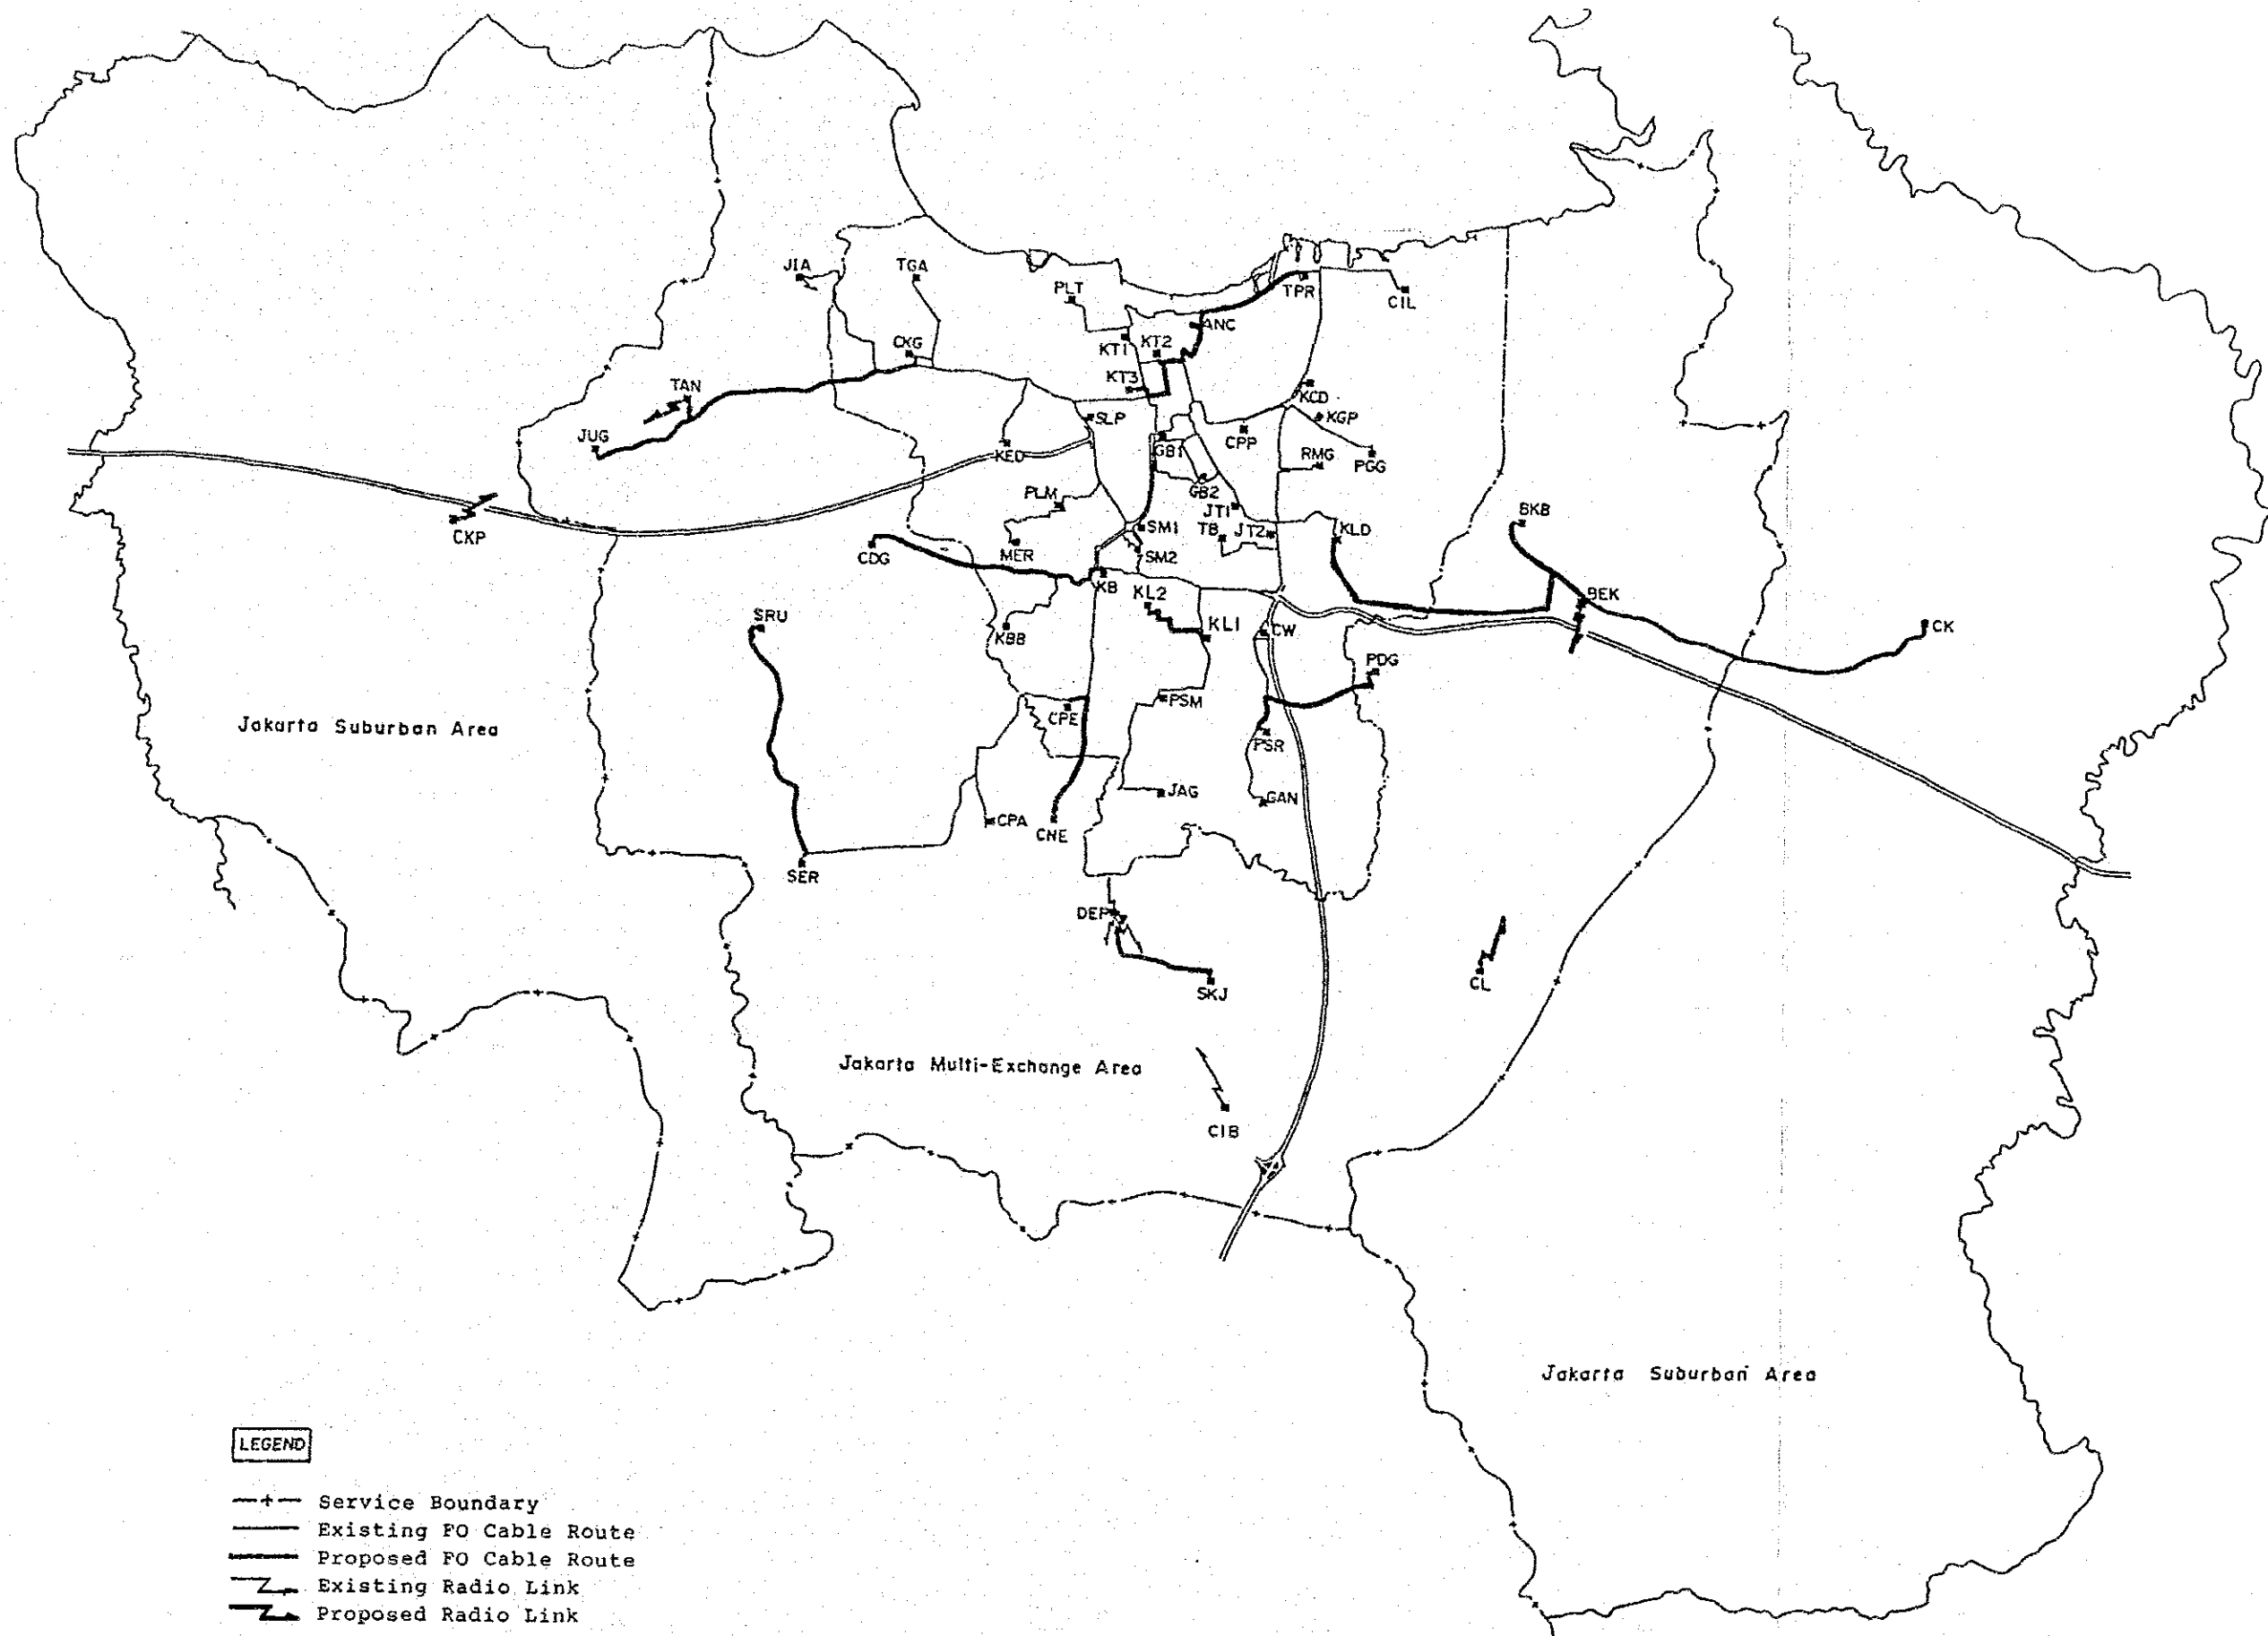 JIA
TGA
PLT
TPR
CIL
ANC
KT1
KT2
CKG
KT3
TAN
KCD
KGP
SLP
JUG
CPP
KED
GB1
RMG
PGG
PLM
GB2
JT1
BKB
CKP
SM1
TB
JT2
KLD
CDG
MER
SM2
KB
KL2
BEK
SRU
KL1
CW
CK
KBB
PDG
PSM
CPE
Jakarta Suburban Area
PSR
JAG
GAN
CPA
CNE
SER
DEP
SKJ
CL
Jakarta Multi-Exchange Area
CIB
Jakarta Suburban Area
LEGEND
Service Boundary
Existing FO Cable Route
Proposed FO Cable Route
Existing Radio Link
Proposed Radio Link